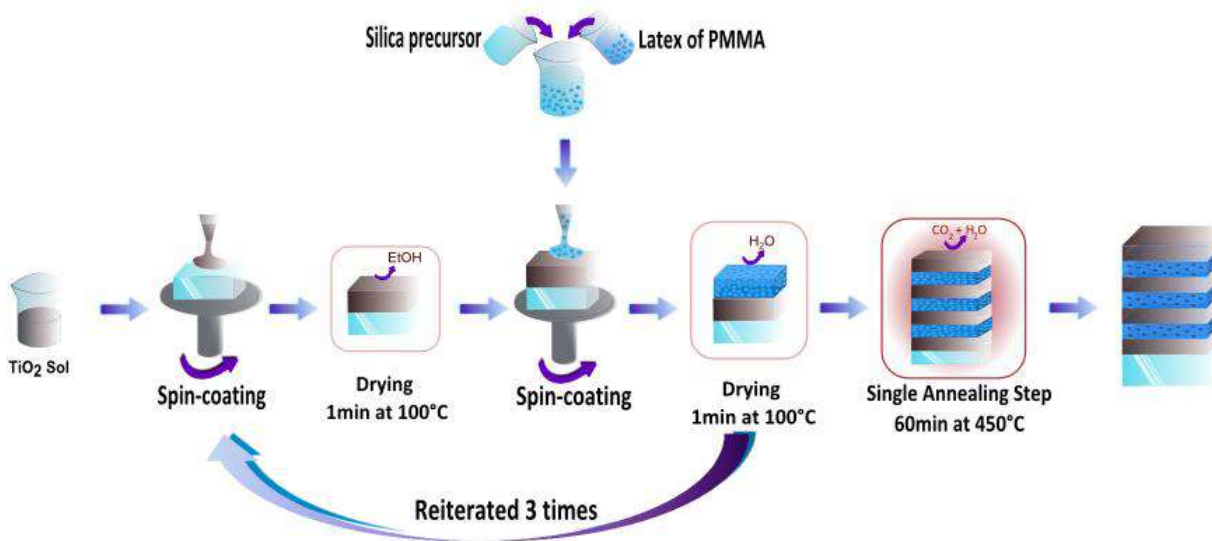 Silica precursor
Latex of PMMA
TiO2 Sol
Spin-coating
EtOH
Drying
1min at 100°C
Spin-coating
H2O
Drying
1min at 100°C
CO2 + H2O
Single Annealing Step
60min at 450°C
Reiterated 3 times